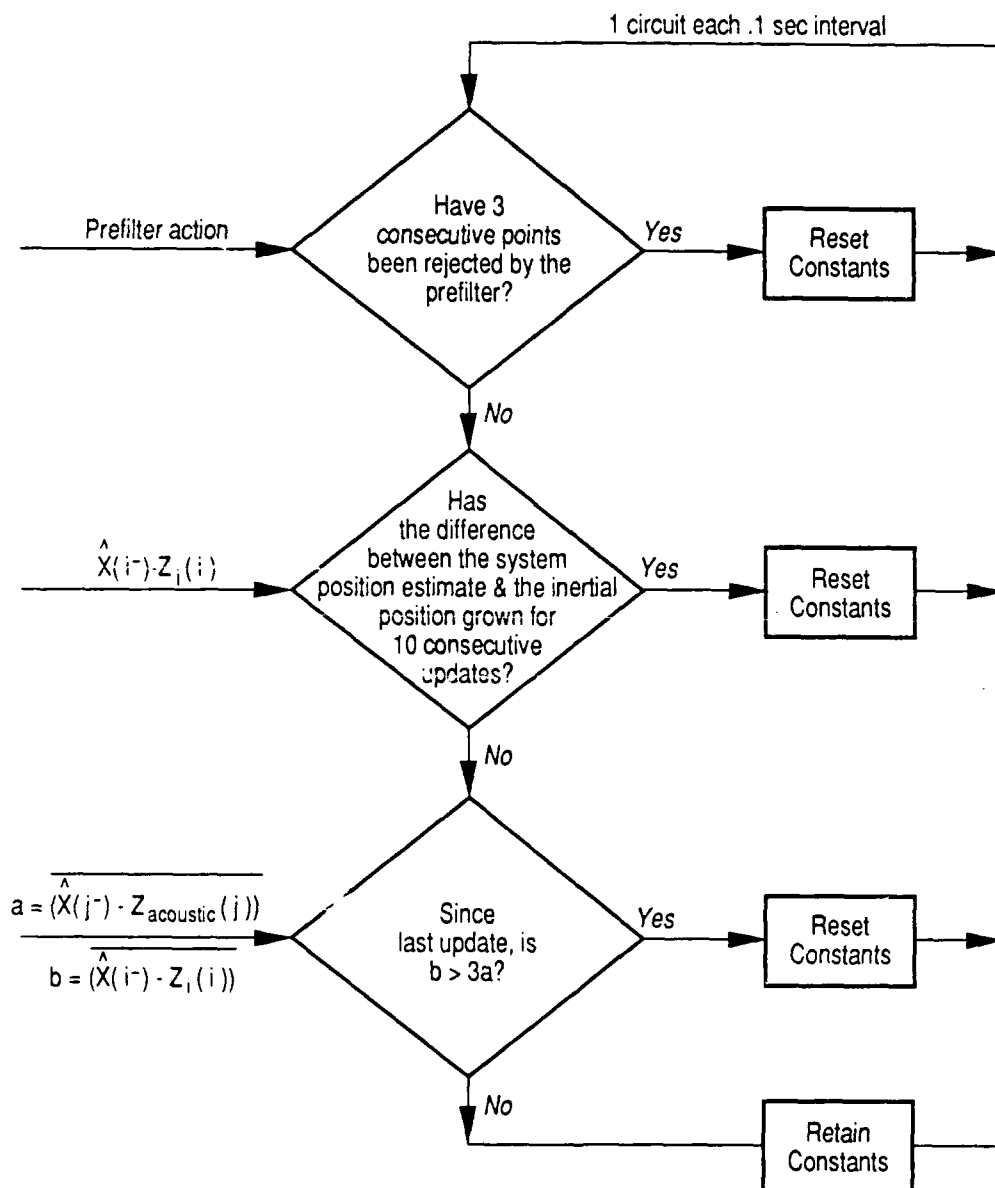 1 circuit each .1 sec interval
Prefilter action
Have 3
consecutive points
been rejected by the
prefilter?
Yes
Reset
Constants
No
X̂(i⁻)-Zᵢ(i)
Has
the difference
between the system
position estimate & the inertial
position grown for
10 consecutive
updates?
Yes
Reset
Constants
No
a = (X̂(j⁻) - Z_acoustic(j))
b = (X̂(i⁻) - Zᵢ(i))
Since
last update, is
b > 3a?
Yes
Reset
Constants
No
Retain
Constants